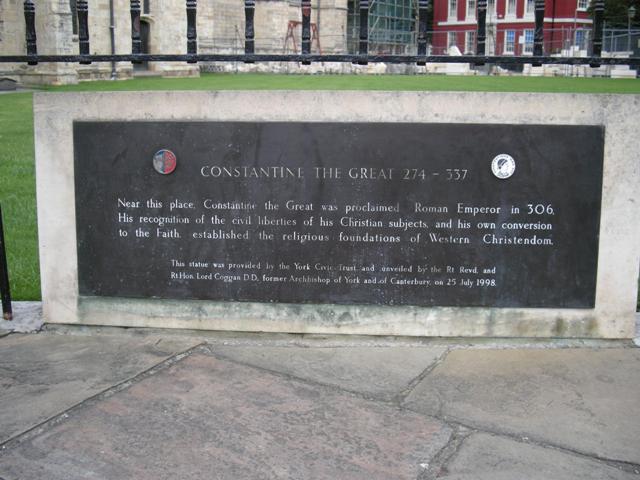 CONSTANTINE THE GREAT 274 - 337
Near this place, Constantine the Great was proclaimed Roman Emperor in 306.
His recognition of the civil liberties of his Christian subjects, and his own conversion
to the Faith, established the religious foundations of Western Christendom.
This statue was provided by the York Civic Trust and unveiled by the Rt Revd. and
Rt.Hon. Lord Coggan D.D., former Archbishop of York and of Canterbury, on 25 July 1998.